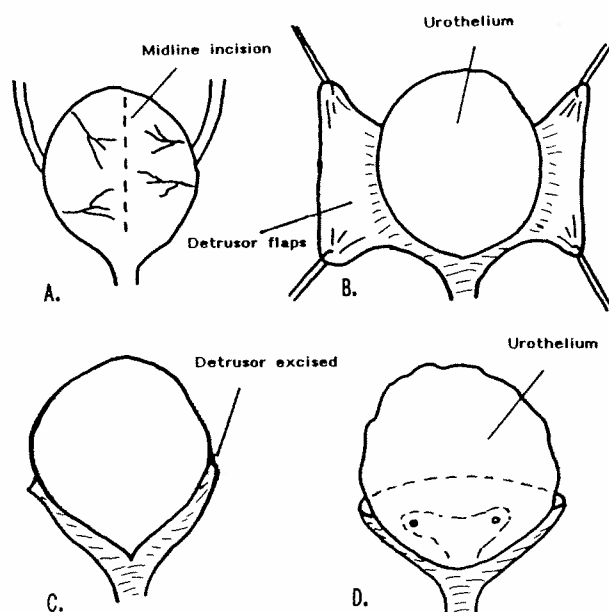 Midline incision
A.
Urothelium
Detrusor flaps
B.
Detrusor excised
C.
Urothelium
D.